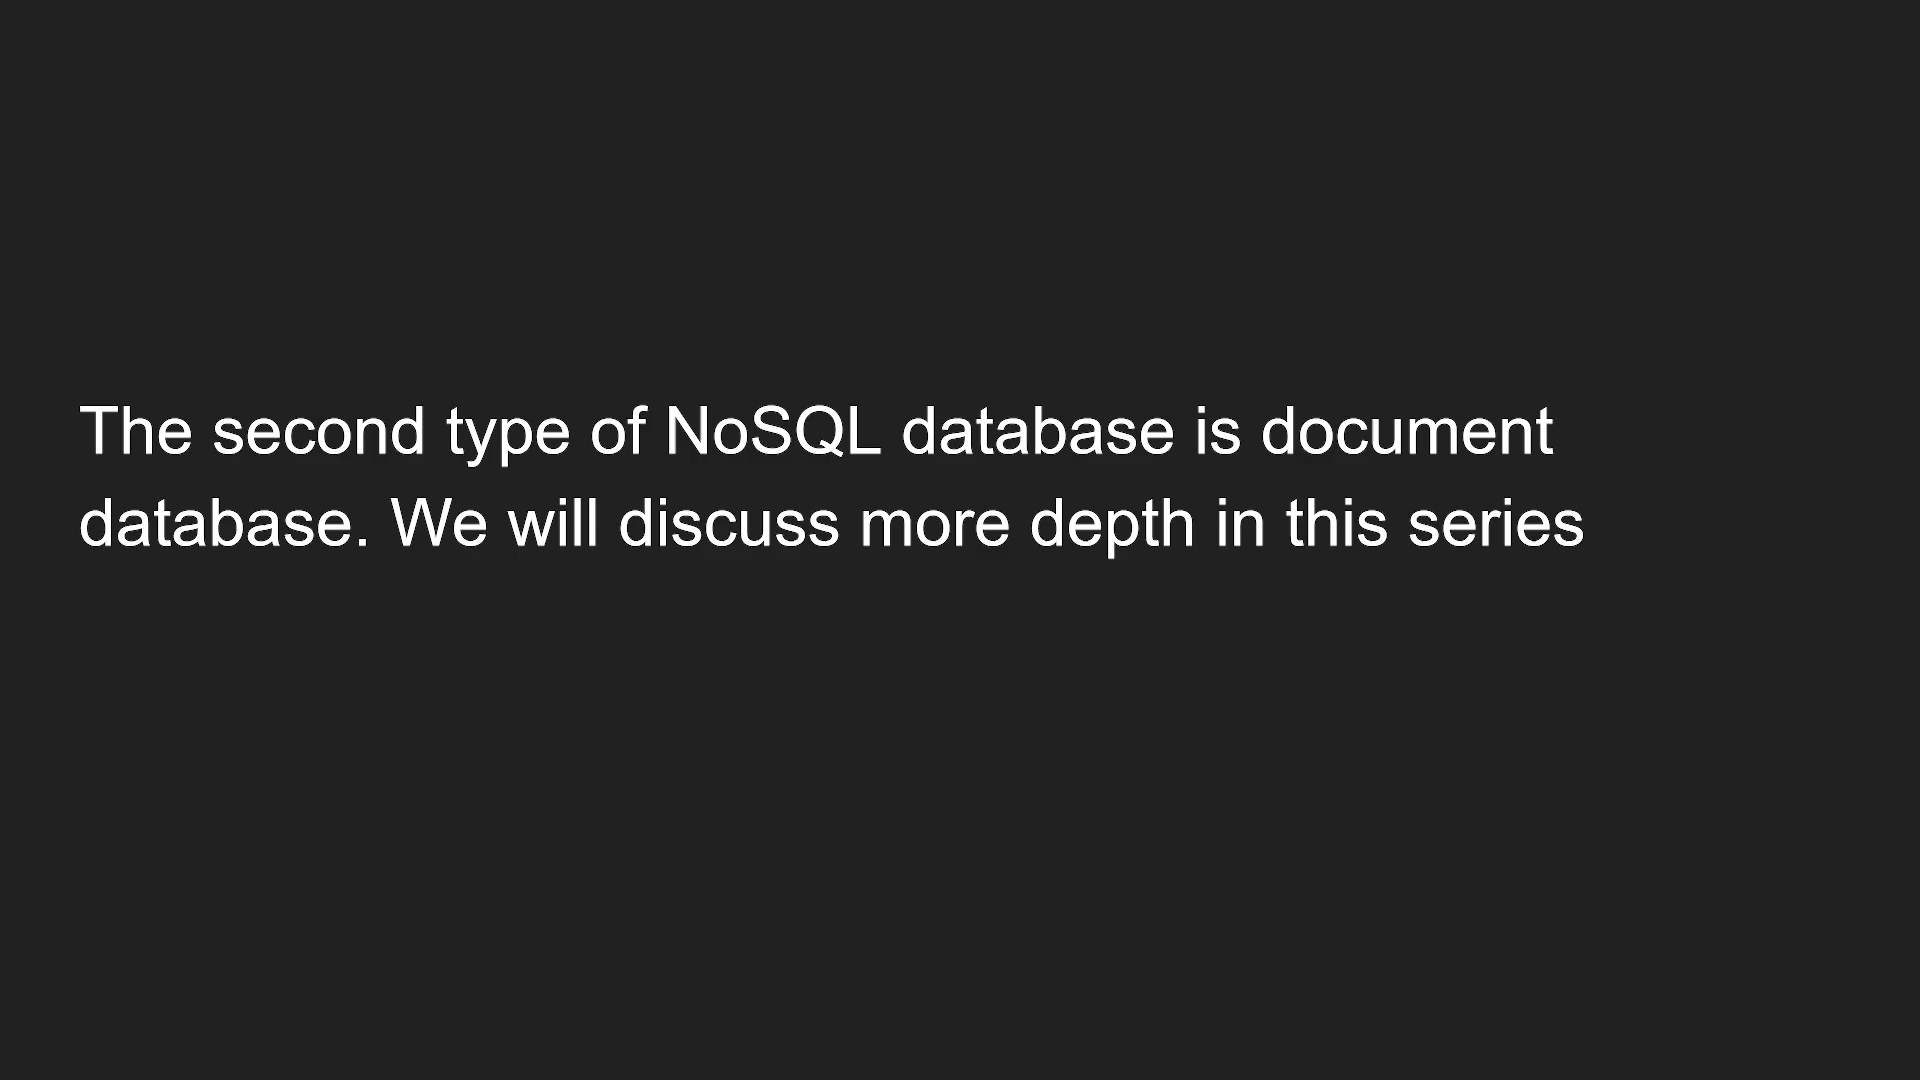 The second type of NoSQL database is document
database. We will discuss more depth in this series